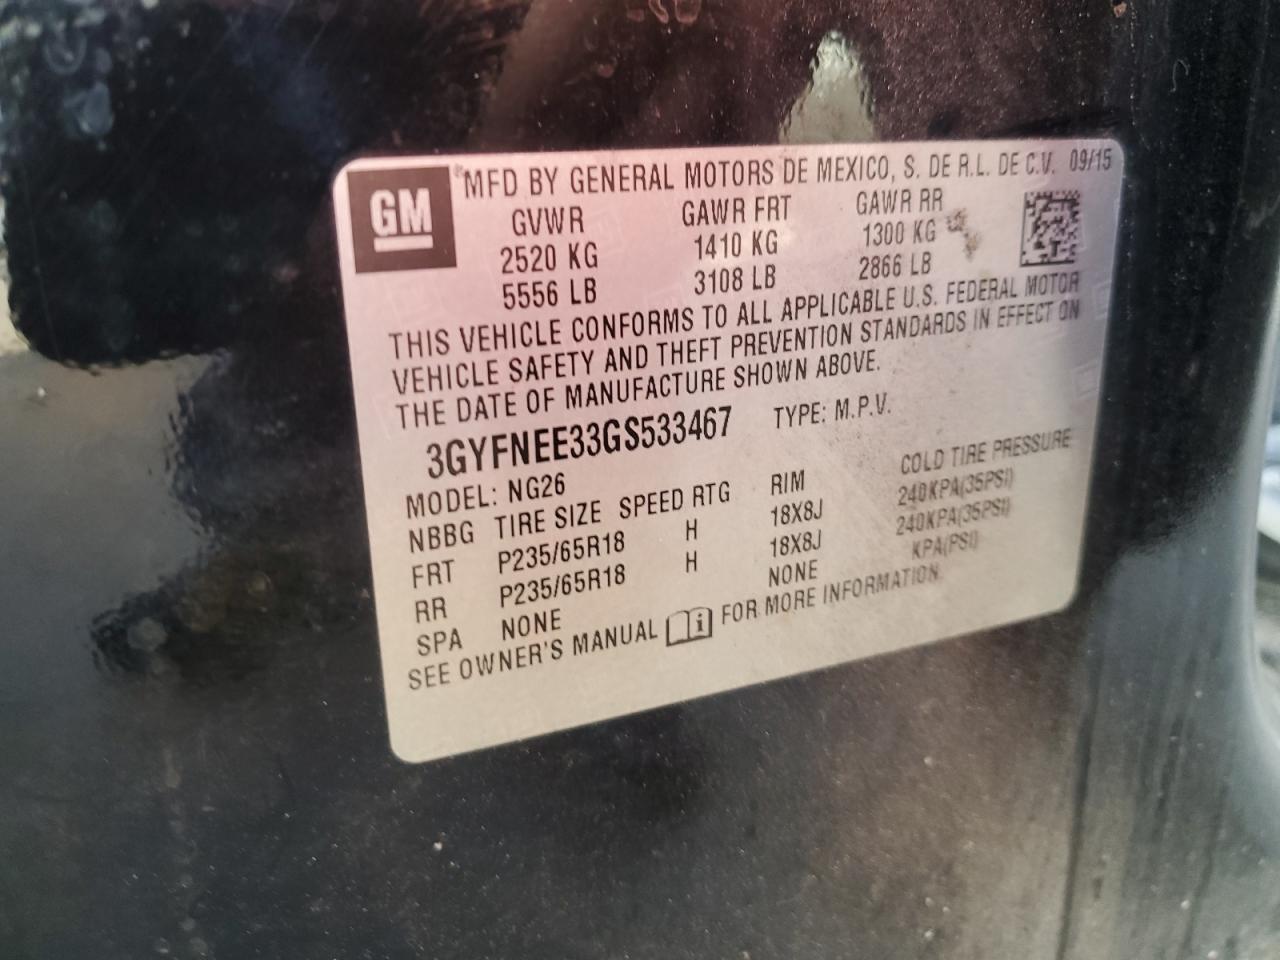 GM
®MFD BY GENERAL MOTORS DE MEXICO, S. DE R.L. DE C.V. 09/15
GVWR GAWR FRT GAWR RR
2520 KG 1410 KG 1300 KG
5556 LB 3108 LB 2866 LB
THIS VEHICLE CONFORMS TO ALL APPLICABLE U.S. FEDERAL MOTOR
VEHICLE SAFETY AND THEFT PREVENTION STANDARDS IN EFFECT ON
THE DATE OF MANUFACTURE SHOWN ABOVE.
3GYFNEE33GS533467 TYPE: M.P.V.
MODEL: NG26
NBBG TIRE SIZE SPEED RTG RIM COLD TIRE PRESSURE
FRT P235/65R18 H 18X8J 240KPA(35PSI)
RR P235/65R18 H 18X8J 240KPA(35PSI)
SPA NONE NONE KPA(PSI)
SEE OWNER'S MANUAL i FOR MORE INFORMATION